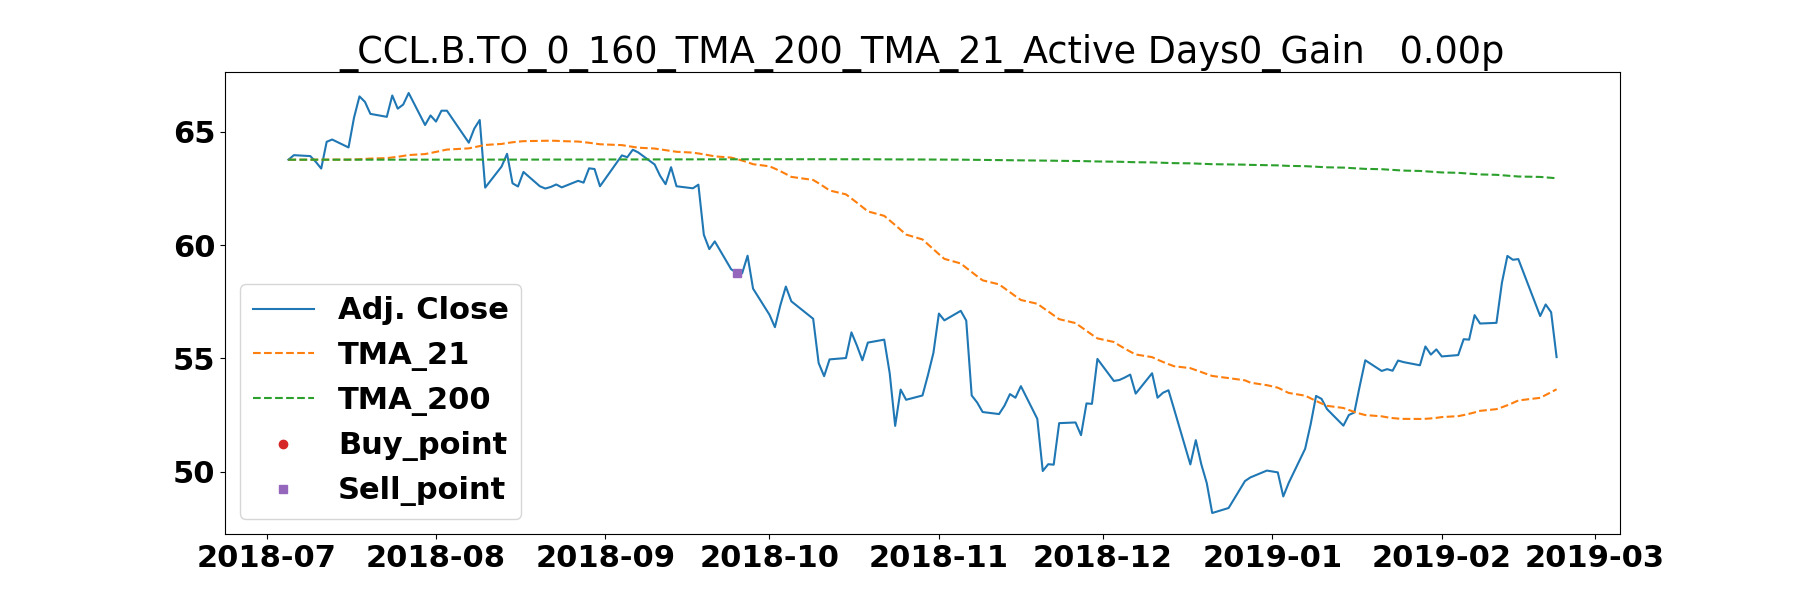 _CCL.B.TO_0_160_TMA_200_TMA_21_Active Days0_Gain   0.00p
65
60
55
50
Adj. Close
TMA_21
TMA_200
Buy_point
Sell_point
2018-07 2018-08 2018-09 2018-10 2018-11 2018-12 2019-01 2019-02 2019-03